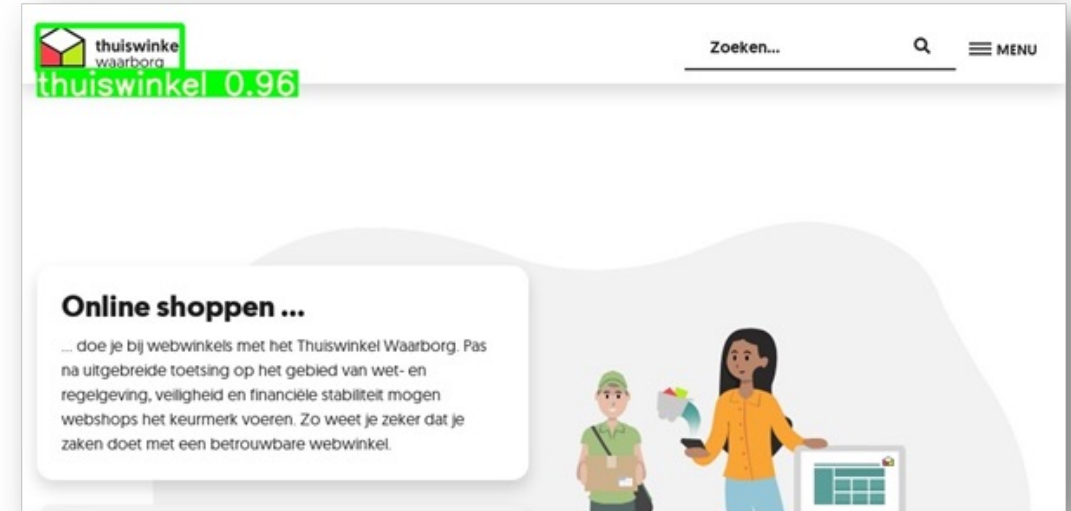 thuiswinke
waarborg
thuiswinkel 0.96
Zoeken...
MENU
Online shoppen ...
... doe je bij webwinkels met het Thuiswinkel Waarborg. Pas
na uitgebreide toetsing op het gebied van wet- en
regelgeving, veiligheid en financiële stabiliteit mogen
webshops het keurmerk voeren. Zo weet je zeker dat je
zaken doet met een betrouwbare webwinkel.